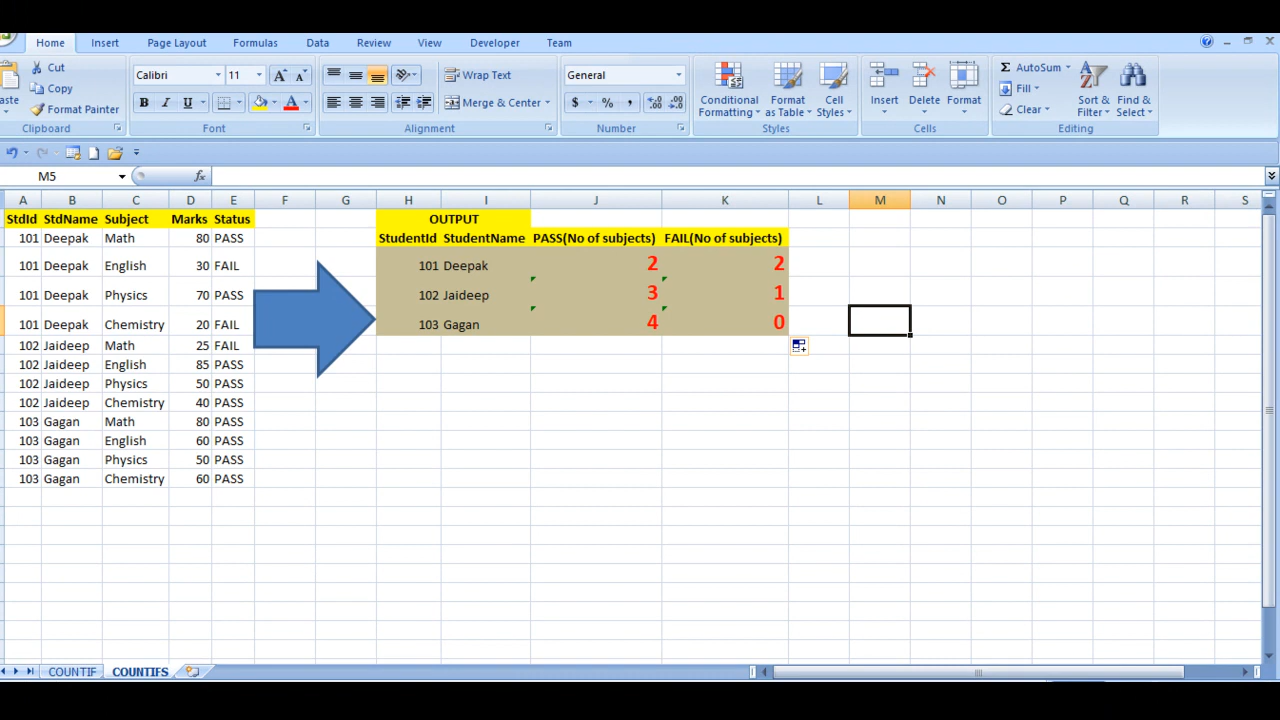 Home Insert Page Layout Formulas Data Review View Developer Team
Cut
Copy
Format Painter
Clipboard
Calibri 11
B I U A
Font
Wrap Text
Merge & Center
Alignment
General
$ % ,
Number
Conditional Formatting
Format as Table
Cell Styles
Styles
Insert Delete Format
Cells
AutoSum
Fill
Clear
Sort & Filter
Find & Select
Editing
M5 fx
A B C D E F G H I J K L M N O P Q R S
StdId StdName Subject Marks Status OUTPUT
101 Deepak Math 80 PASS StudentId StudentName PASS(No of subjects) FAIL(No of subjects)
101 Deepak English 30 FAIL 101 Deepak 2 2
101 Deepak Physics 70 PASS 102 Jaideep 3 1
101 Deepak Chemistry 20 FAIL 103 Gagan 4 0
102 Jaideep Math 25 FAIL
102 Jaideep English 85 PASS
102 Jaideep Physics 50 PASS
102 Jaideep Chemistry 40 PASS
103 Gagan Math 80 PASS
103 Gagan English 60 PASS
103 Gagan Physics 50 PASS
103 Gagan Chemistry 60 PASS
COUNTIF COUNTIFS